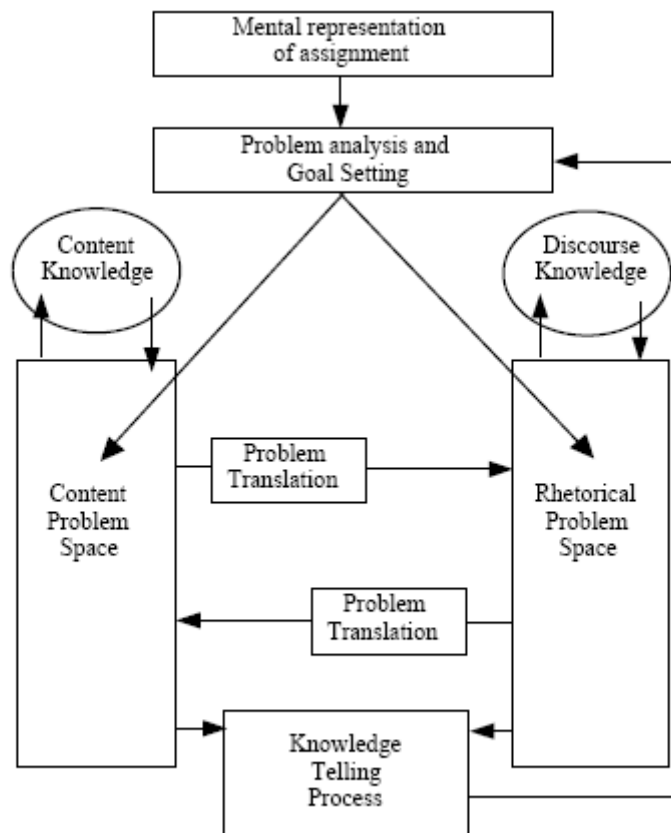 Mental representation
of assignment
Problem analysis and
Goal Setting
Content
Knowledge
Discourse
Knowledge
Problem
Translation
Content
Problem
Space
Rhetorical
Problem
Space
Problem
Translation
Knowledge
Telling
Process